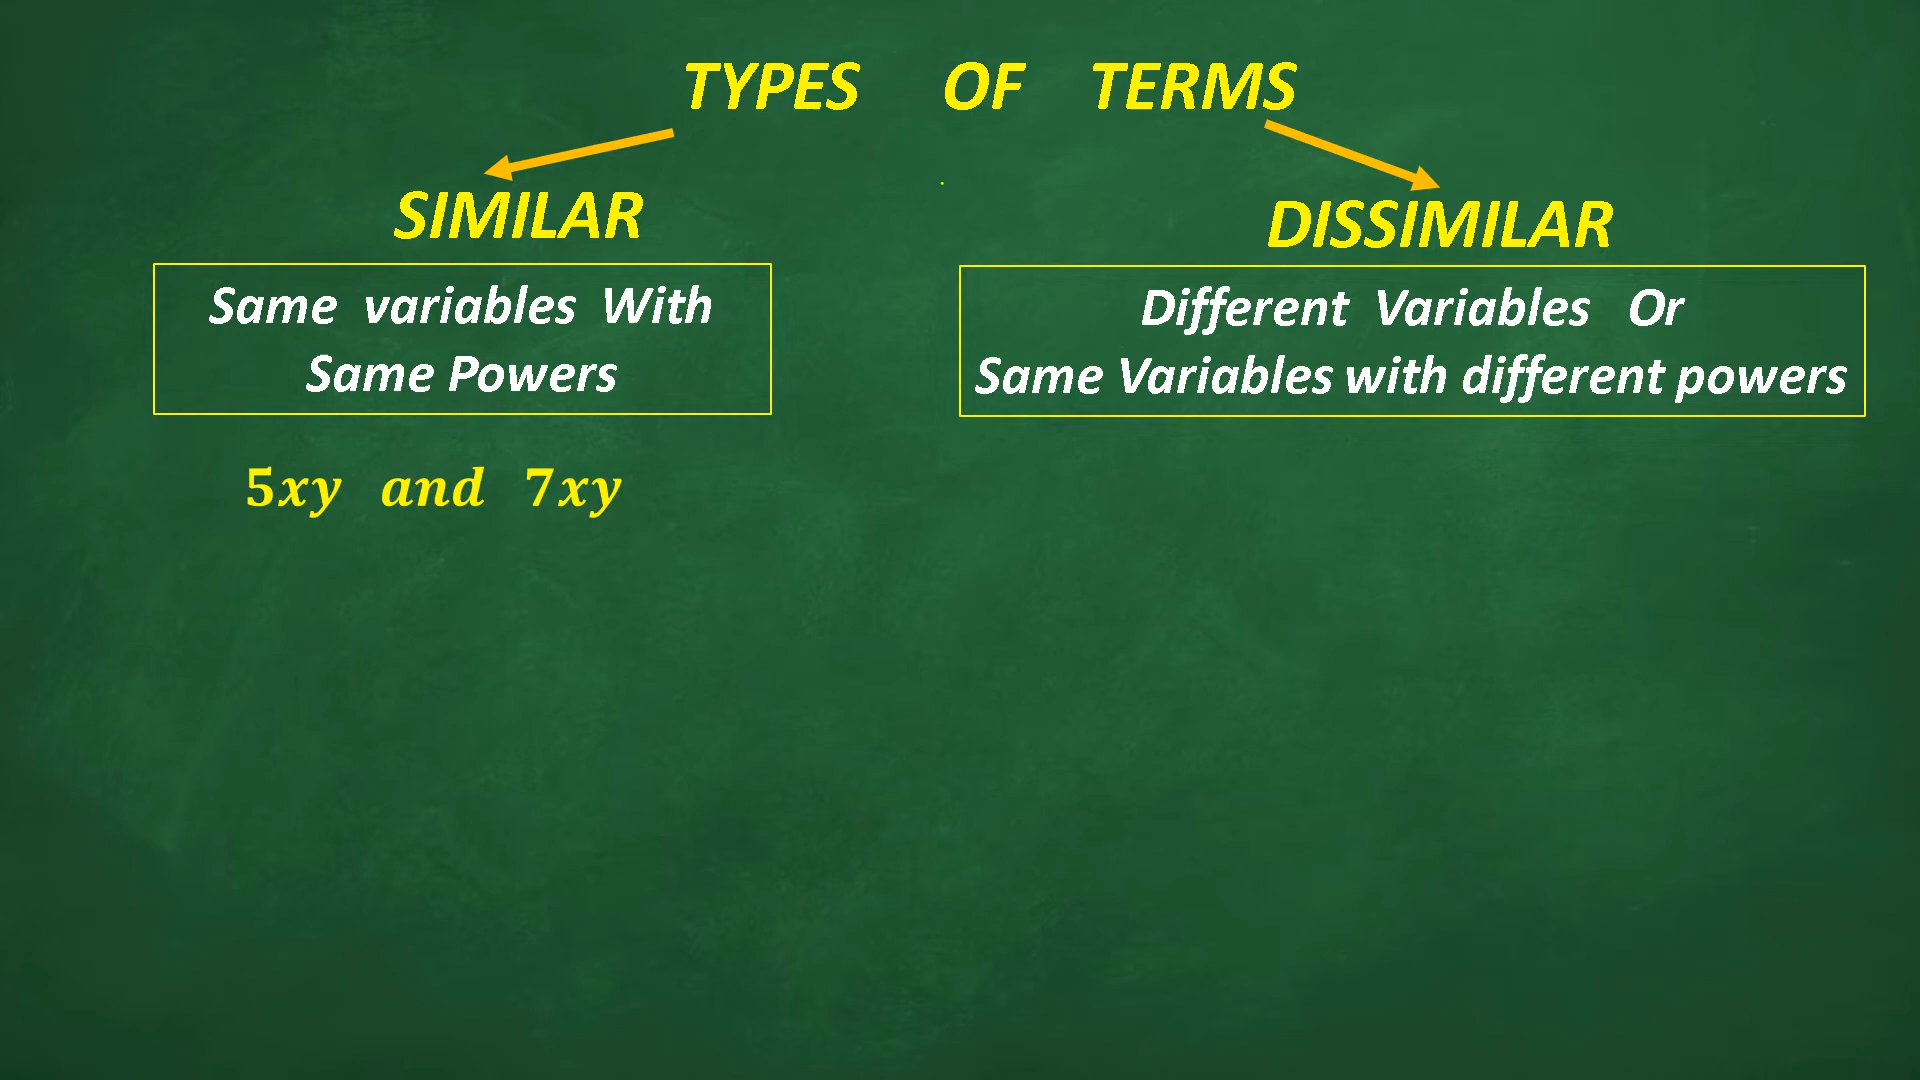 TYPES OF TERMS
SIMILAR
Same variables With
Same Powers
5xy and 7xy
DISSIMILAR
Different Variables Or
Same Variables with different powers